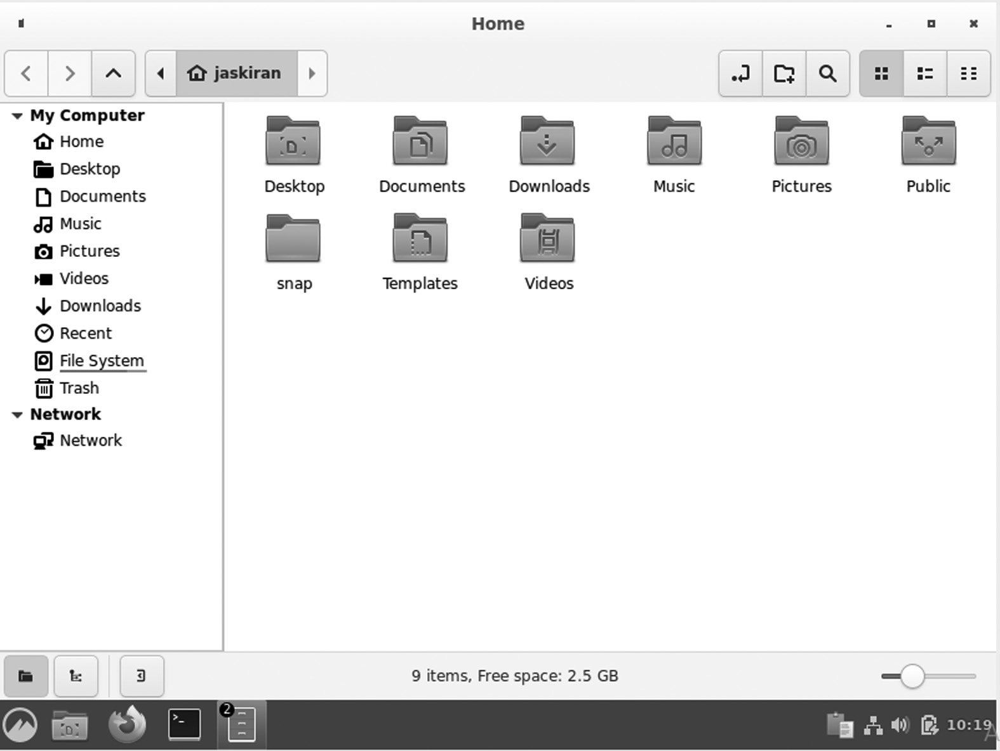 Home
jaskiran
My Computer
Home
Desktop
Documents
Music
Pictures
Videos
Downloads
Recent
File System
Trash
Network
Network
Desktop
Documents
Downloads
Music
Pictures
Public
snap
Templates
Videos
9 items, Free space: 2.5 GB
2
10:19